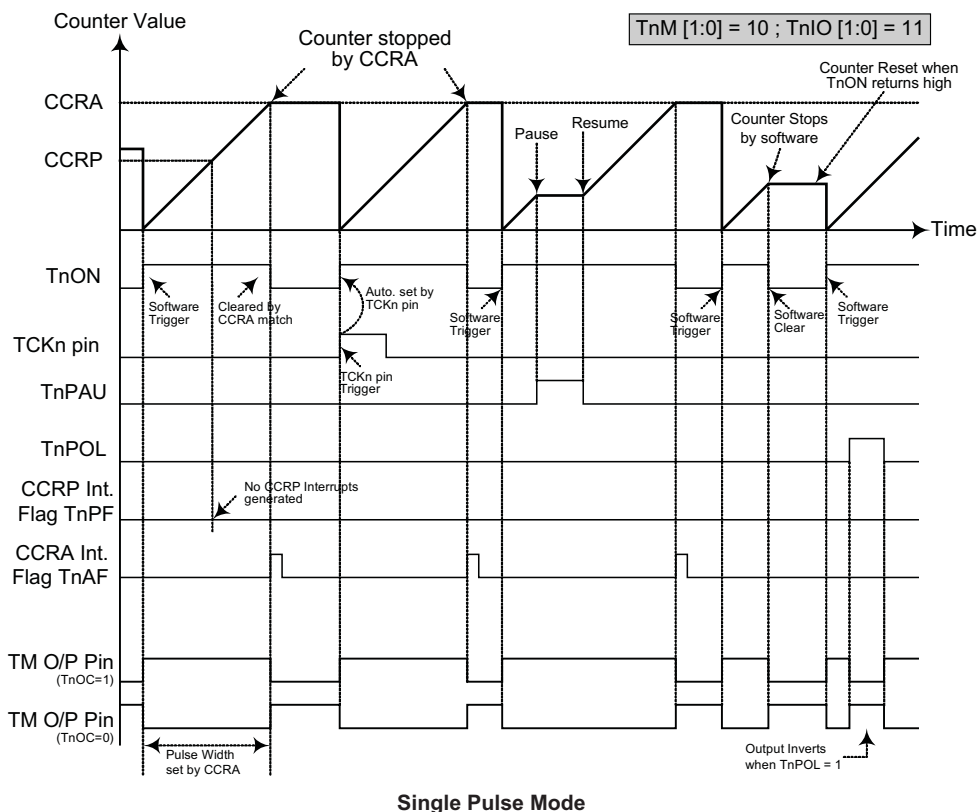 Counter Value
TnM [1:0] = 10 ; TnIO [1:0] = 11
Counter stopped
by CCRA
Counter Reset when
TnON returns high
CCRA
Counter Stops
by software
Pause
Resume
CCRP
Time
TnON
Software
Trigger
Cleared by
CCRA match
Auto. set by
TCKn pin
Software
Trigger
Software
Trigger
Software
Clear
Software
Trigger
TCKn pin
TCKn pin
Trigger
TnPAU
TnPOL
No CCRP Interrupts
generated
CCRP Int.
Flag TnPF
CCRA Int.
Flag TnAF
TM O/P Pin
(TnOC=1)
TM O/P Pin
(TnOC=0)
Pulse Width
set by CCRA
Output Inverts
when TnPOL = 1
Single Pulse Mode